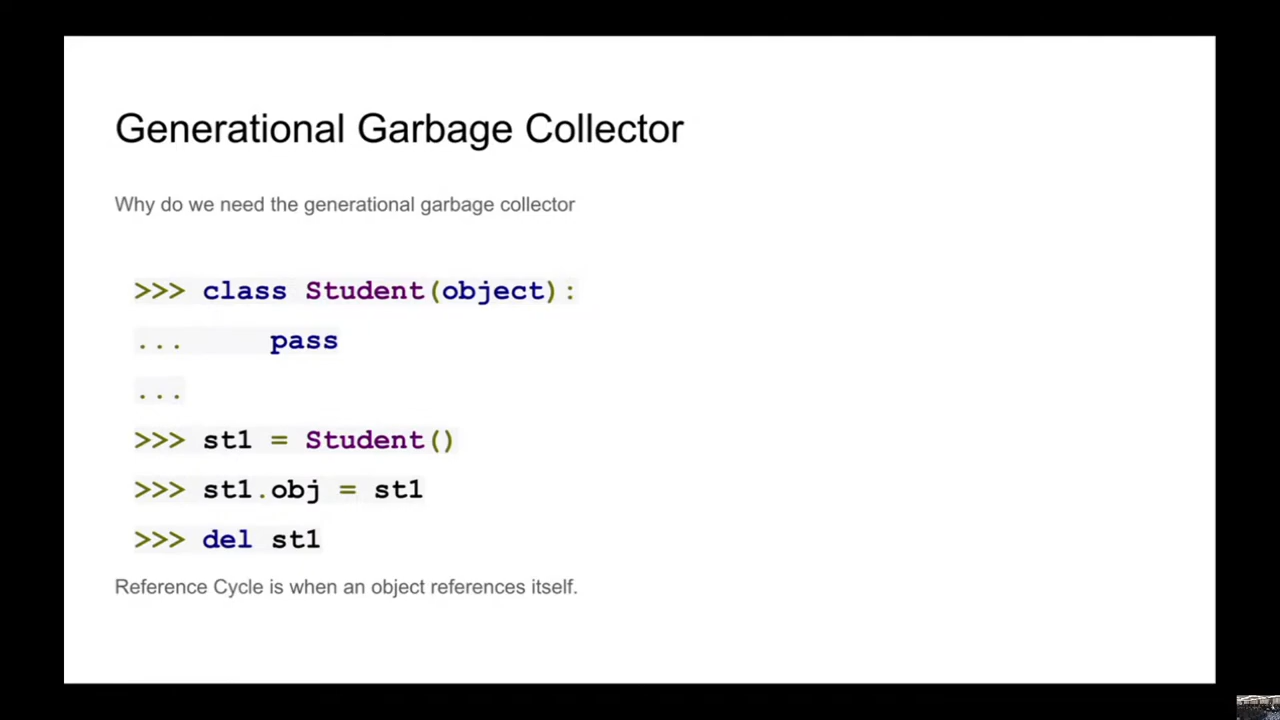 Generational Garbage Collector
Why do we need the generational garbage collector
>>> class Student(object):
...     pass
...
>>> st1 = Student()
>>> st1.obj = st1
>>> del st1
Reference Cycle is when an object references itself.